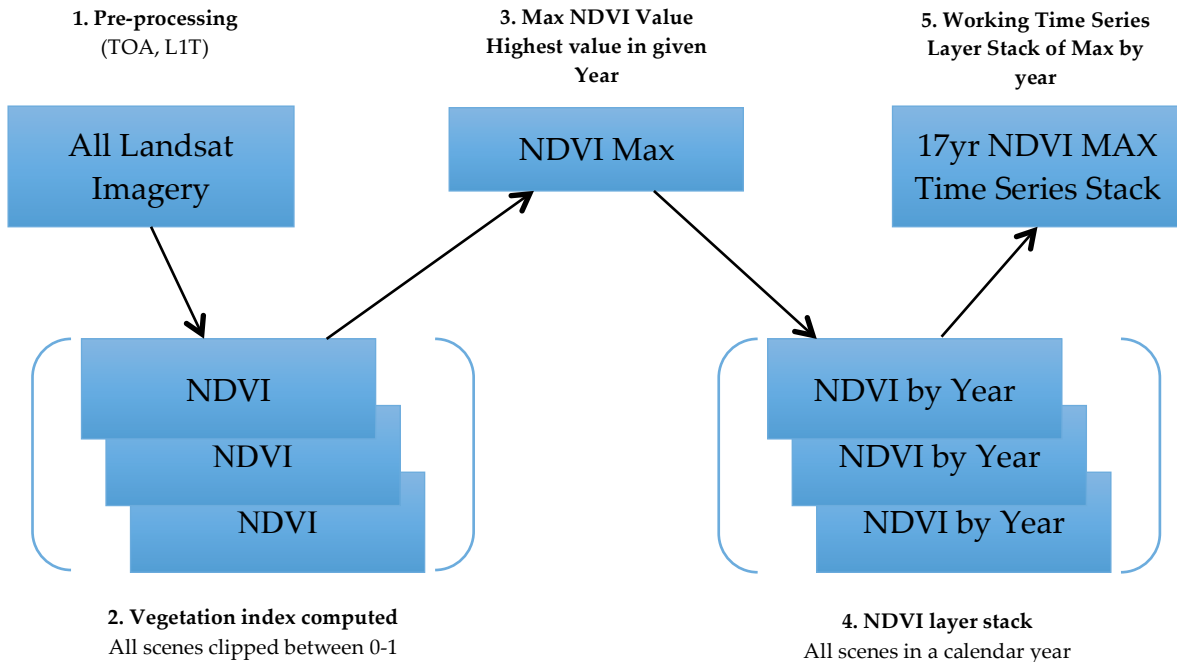 1. Pre-processing
(TOA, L1T)
All Landsat
Imagery
2. Vegetation index computed
All scenes clipped between 0-1
NDVI
NDVI
NDVI
3. Max NDVI Value
Highest value in given
Year
NDVI Max
4. NDVI layer stack
All scenes in a calendar year
NDVI by Year
NDVI by Year
NDVI by Year
5. Working Time Series
Layer Stack of Max by
year
17yr NDVI MAX
Time Series Stack